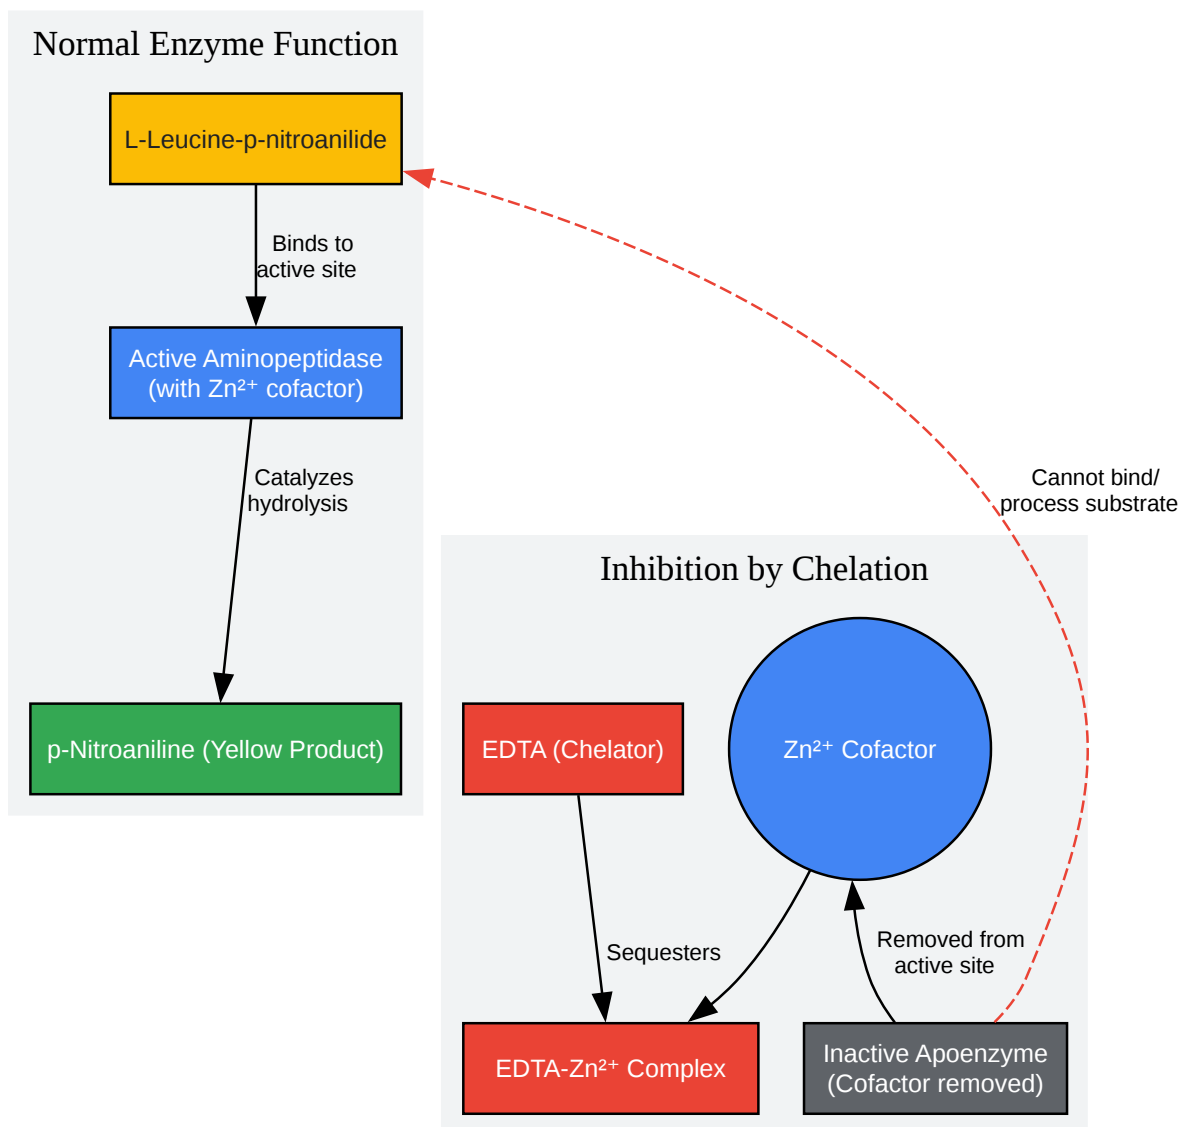 Normal Enzyme Function
L-Leucine-p-nitroanilide
Binds to
active site
Active Aminopeptidase
(with Zn²⁺ cofactor)
Catalyzes
hydrolysis
p-Nitroaniline (Yellow Product)
Cannot bind/
process substrate
Inhibition by Chelation
EDTA (Chelator)
Zn²⁺ Cofactor
Sequesters
Removed from
active site
EDTA-Zn²⁺ Complex
Inactive Apoenzyme
(Cofactor removed)